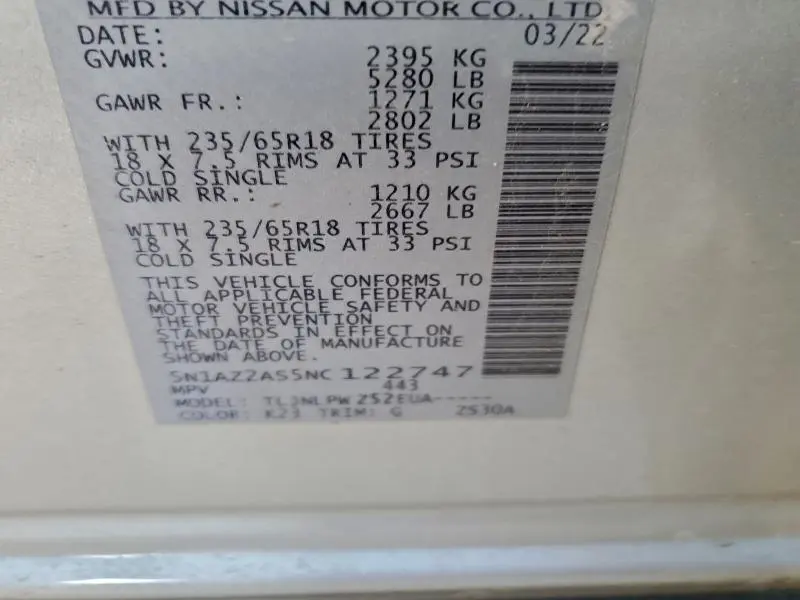 MFD BY NISSAN MOTOR CO., LTD
DATE: 03/22
GVWR: 2395 KG
5280 LB
GAWR FR.: 1271 KG
2802 LB
WITH 235/65R18 TIRES
18 X 7.5 RIMS AT 33 PSI
COLD SINGLE
GAWR RR.: 1210 KG
2667 LB
WITH 235/65R18 TIRES
18 X 7.5 RIMS AT 33 PSI
COLD SINGLE
THIS VEHICLE CONFORMS TO
ALL APPLICABLE FEDERAL
MOTOR VEHICLE SAFETY AND
THEFT PREVENTION
STANDARDS IN EFFECT ON
THE DATE OF MANUFACTURE
SHOWN ABOVE.
5N1AZ2AS5NC122747
MPV 443
MODEL:
COLOR: K23 TRIM: G